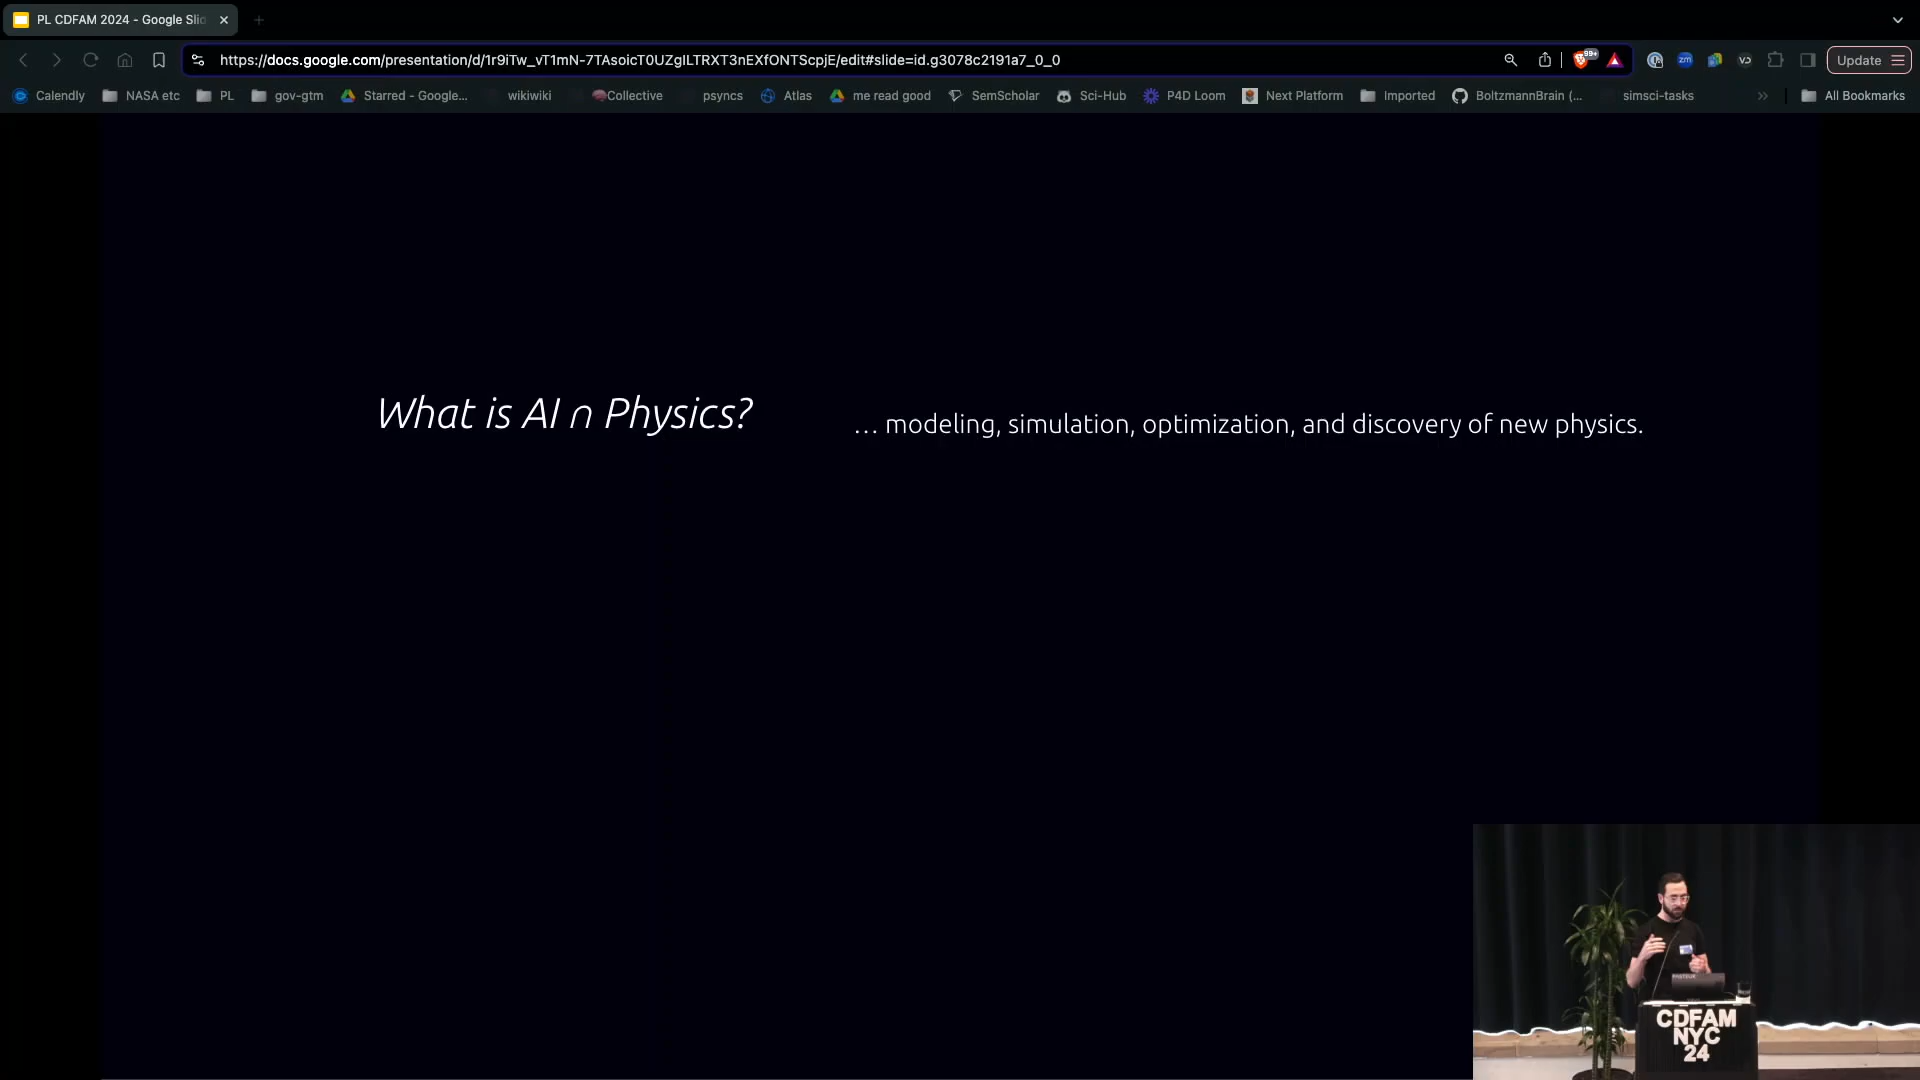 PL CDFAM 2024 - Google Slid
https://docs.google.com/presentation/d/1r9iTw_vT1mN-7TAsoicT0UZgILTRXT3nEXfONTScpjE/edit#slide=id.g3078c2191a7_0_0
99+
zm
Update
Calendly
NASA etc
PL
gov-gtm
Starred - Google...
wikiwiki
Collective
psyncs
Atlas
me read good
SemScholar
Sci-Hub
P4D Loom
Next Platform
Imported
BoltzmannBrain (...
simsci-tasks
All Bookmarks
What is AI ∩ Physics?
... modeling, simulation, optimization, and discovery of new physics.
PASTEUR
CDFAM
NYC
24